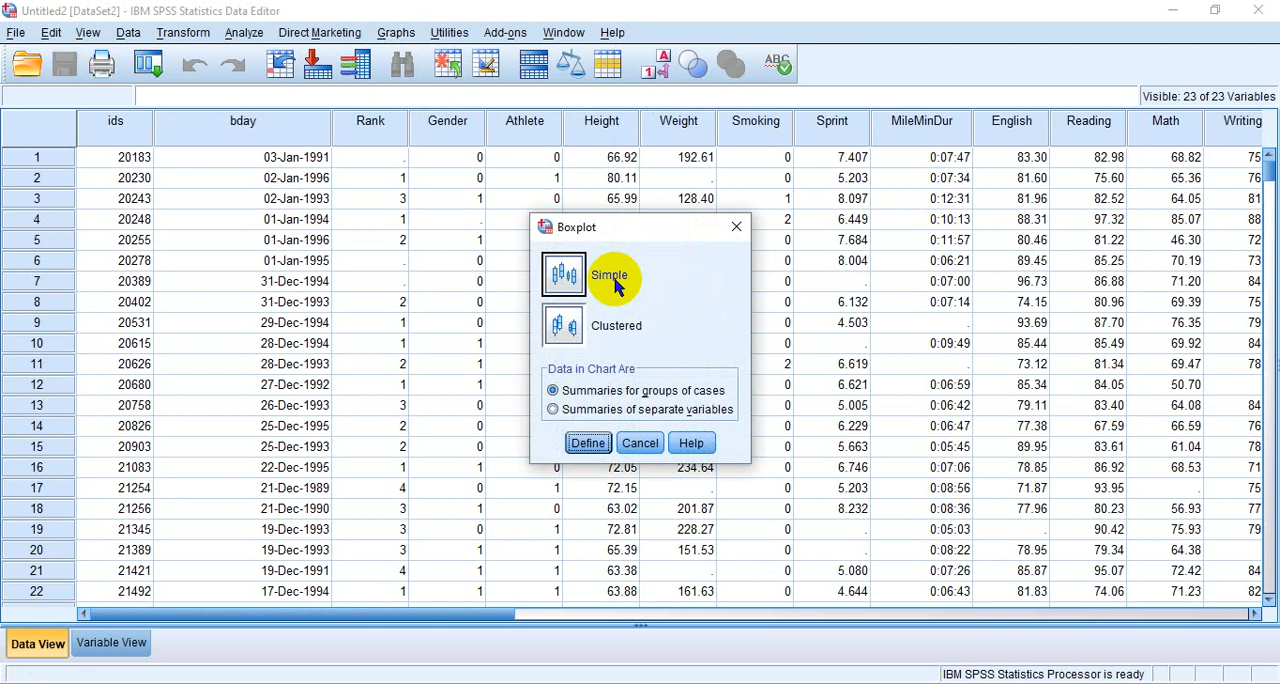 Untitled2 [DataSet2] - IBM SPSS Statistics Data Editor
File Edit View Data Transform Analyze Direct Marketing Graphs Utilities Add-ons Window Help
Visible: 23 of 23 Variables
ids bday Rank Gender Athlete Height Weight Smoking Sprint MileMinDur English Reading Math Writing
1 20183 03-Jan-1991 . 0 0 66.92 192.61 0 7.407 0:07:47 83.30 82.98 68.82 75
2 20230 02-Jan-1996 1 0 1 80.11 . 0 5.203 0:07:34 81.60 75.60 65.36 76
3 20243 02-Jan-1993 3 1 0 65.99 128.40 1 8.097 0:12:31 81.96 82.52 64.05 81
4 20248 01-Jan-1994 1 . 2 6.449 0:10:13 88.31 97.32 85.07 88
5 20255 01-Jan-1996 2 1 0 7.684 0:11:57 80.46 81.22 46.30 72
6 20278 01-Jan-1995 . 0 0 8.004 0:06:21 89.45 85.25 70.19 73
7 20389 31-Dec-1994 . 0 0 . 0:07:00 96.73 86.88 71.20 84
8 20402 31-Dec-1993 2 0 0 6.132 0:07:14 74.15 80.96 69.39 75
9 20531 29-Dec-1994 1 0 0 4.503 . 93.69 87.70 76.35 79
10 20615 28-Dec-1994 1 1 0 . 0:09:49 85.44 85.49 69.92 84
11 20626 28-Dec-1993 2 1 2 6.619 . 73.12 81.34 69.47 78
12 20680 27-Dec-1992 1 1 0 6.621 0:06:59 85.34 84.05 50.70
13 20758 26-Dec-1993 3 0 0 5.005 0:06:42 79.11 83.40 64.08 84
14 20826 25-Dec-1995 2 0 0 6.229 0:06:47 77.38 67.59 66.59 76
15 20903 25-Dec-1993 2 0 0 5.663 0:05:45 89.95 83.61 61.04 78
16 21083 22-Dec-1995 1 1 0 72.05 234.64 0 6.746 0:07:06 78.85 86.92 68.53 71
17 21254 21-Dec-1989 4 0 1 72.15 . 0 5.203 0:08:56 71.87 93.95 . 75
18 21256 21-Dec-1990 3 1 0 63.02 201.87 0 8.232 0:08:36 77.96 80.23 56.93 77
19 21345 19-Dec-1993 3 0 1 72.81 228.27 0 . 0:05:03 . 90.42 75.93 79
20 21389 19-Dec-1993 3 1 1 65.39 151.53 0 . 0:08:22 78.95 79.34 64.38
21 21421 19-Dec-1991 4 1 1 63.38 . 0 5.080 0:07:26 85.87 95.07 72.42 84
22 21492 17-Dec-1994 1 1 1 63.88 161.63 0 4.644 0:06:43 81.83 74.06 71.23 82
Boxplot
Simple
Clustered
Data in Chart Are
Summaries for groups of cases
Summaries of separate variables
Define Cancel Help
Data View Variable View
IBM SPSS Statistics Processor is ready